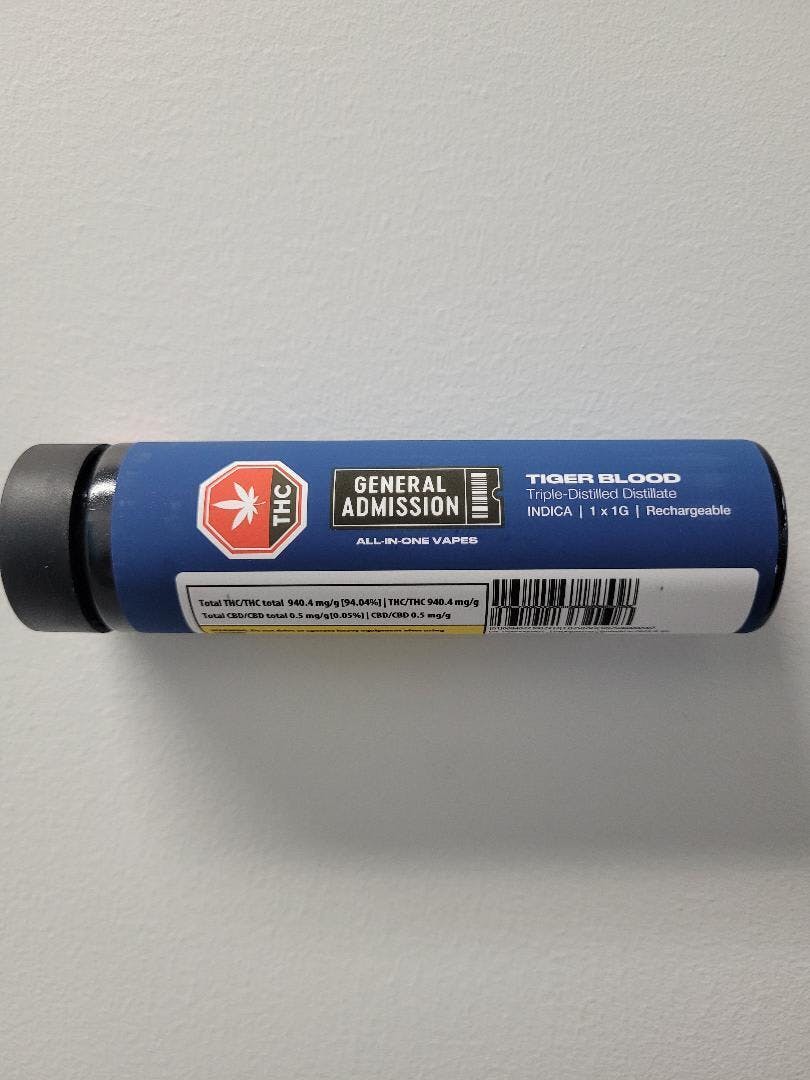 THC
GENERAL
ADMISSION
ALL-IN-ONE VAPES
TIGER BLOOD
Triple-Distilled Distillate
INDICA | 1 x 1G | Rechargeable
Total THC/THC total 940.4 mg/g [94.04%] | THC/THC 940.4 mg/g
Total CBD/CBD total 0.5 mg/g[0.05%] | CBD/CBD 0.5 mg/g